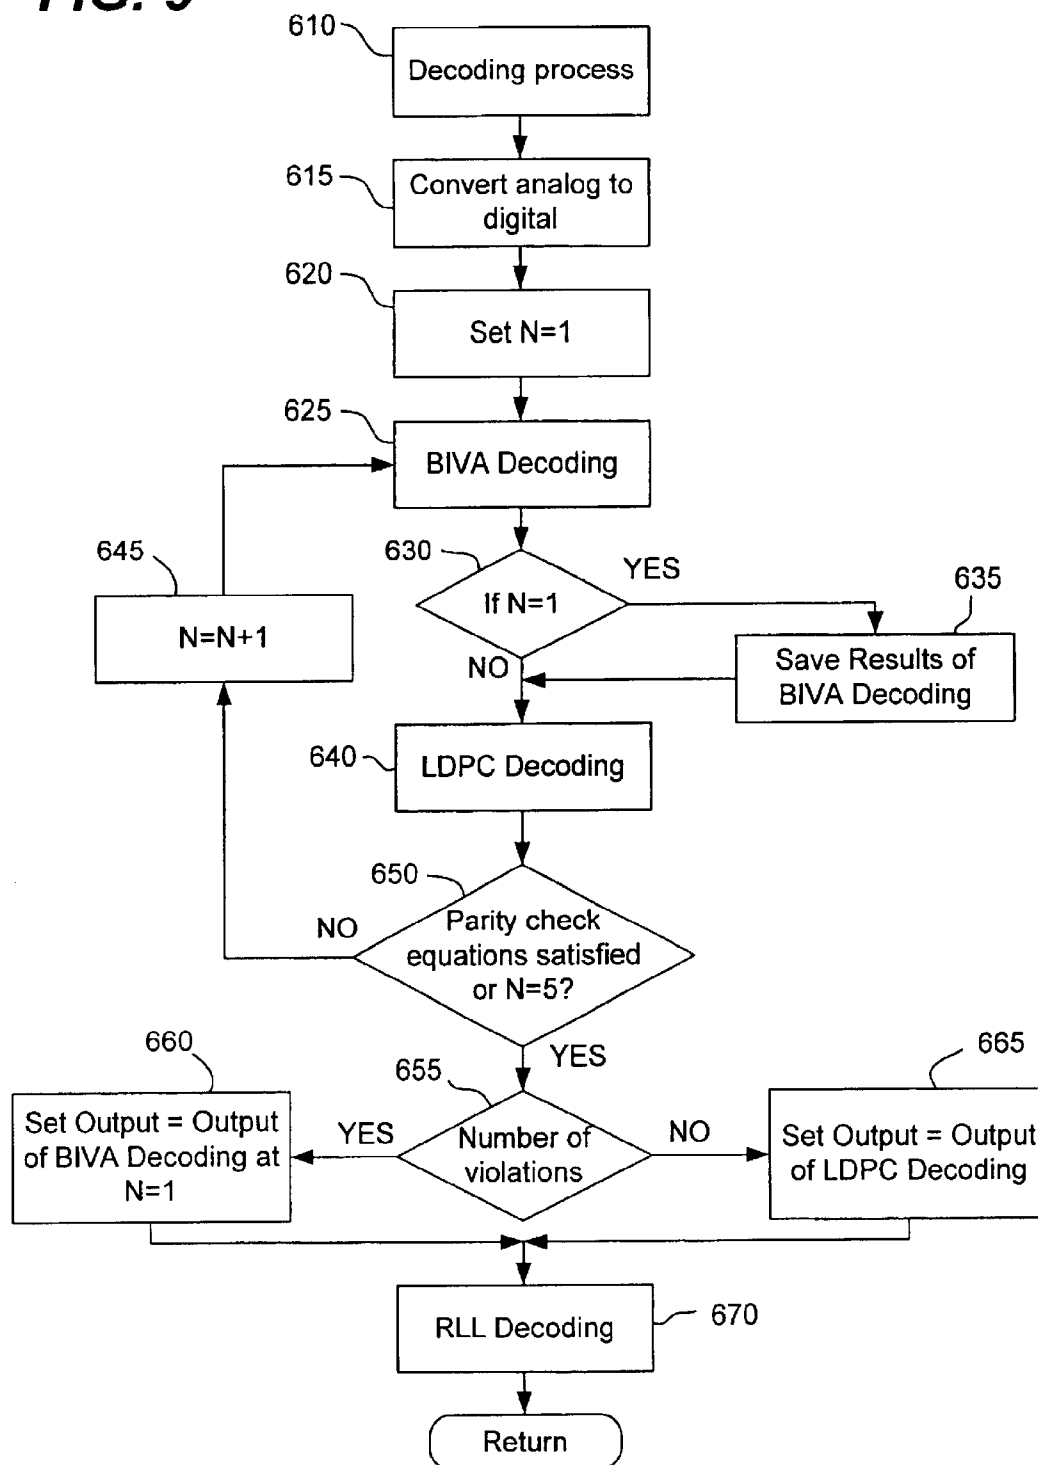 FIG. 9
610
Decoding process
615
Convert analog to
digital
620
Set N=1
625
BIVA Decoding
645
N=N+1
630
If N=1
YES
NO
635
Save Results of
BIVA Decoding
640
LDPC Decoding
650
Parity check
equations satisfied
or N=5?
NO
YES
660
Set Output = Output
of BIVA Decoding at
N=1
655
YES
Number of
violations
NO
665
Set Output = Output
of LDPC Decoding
RLL Decoding
670
Return